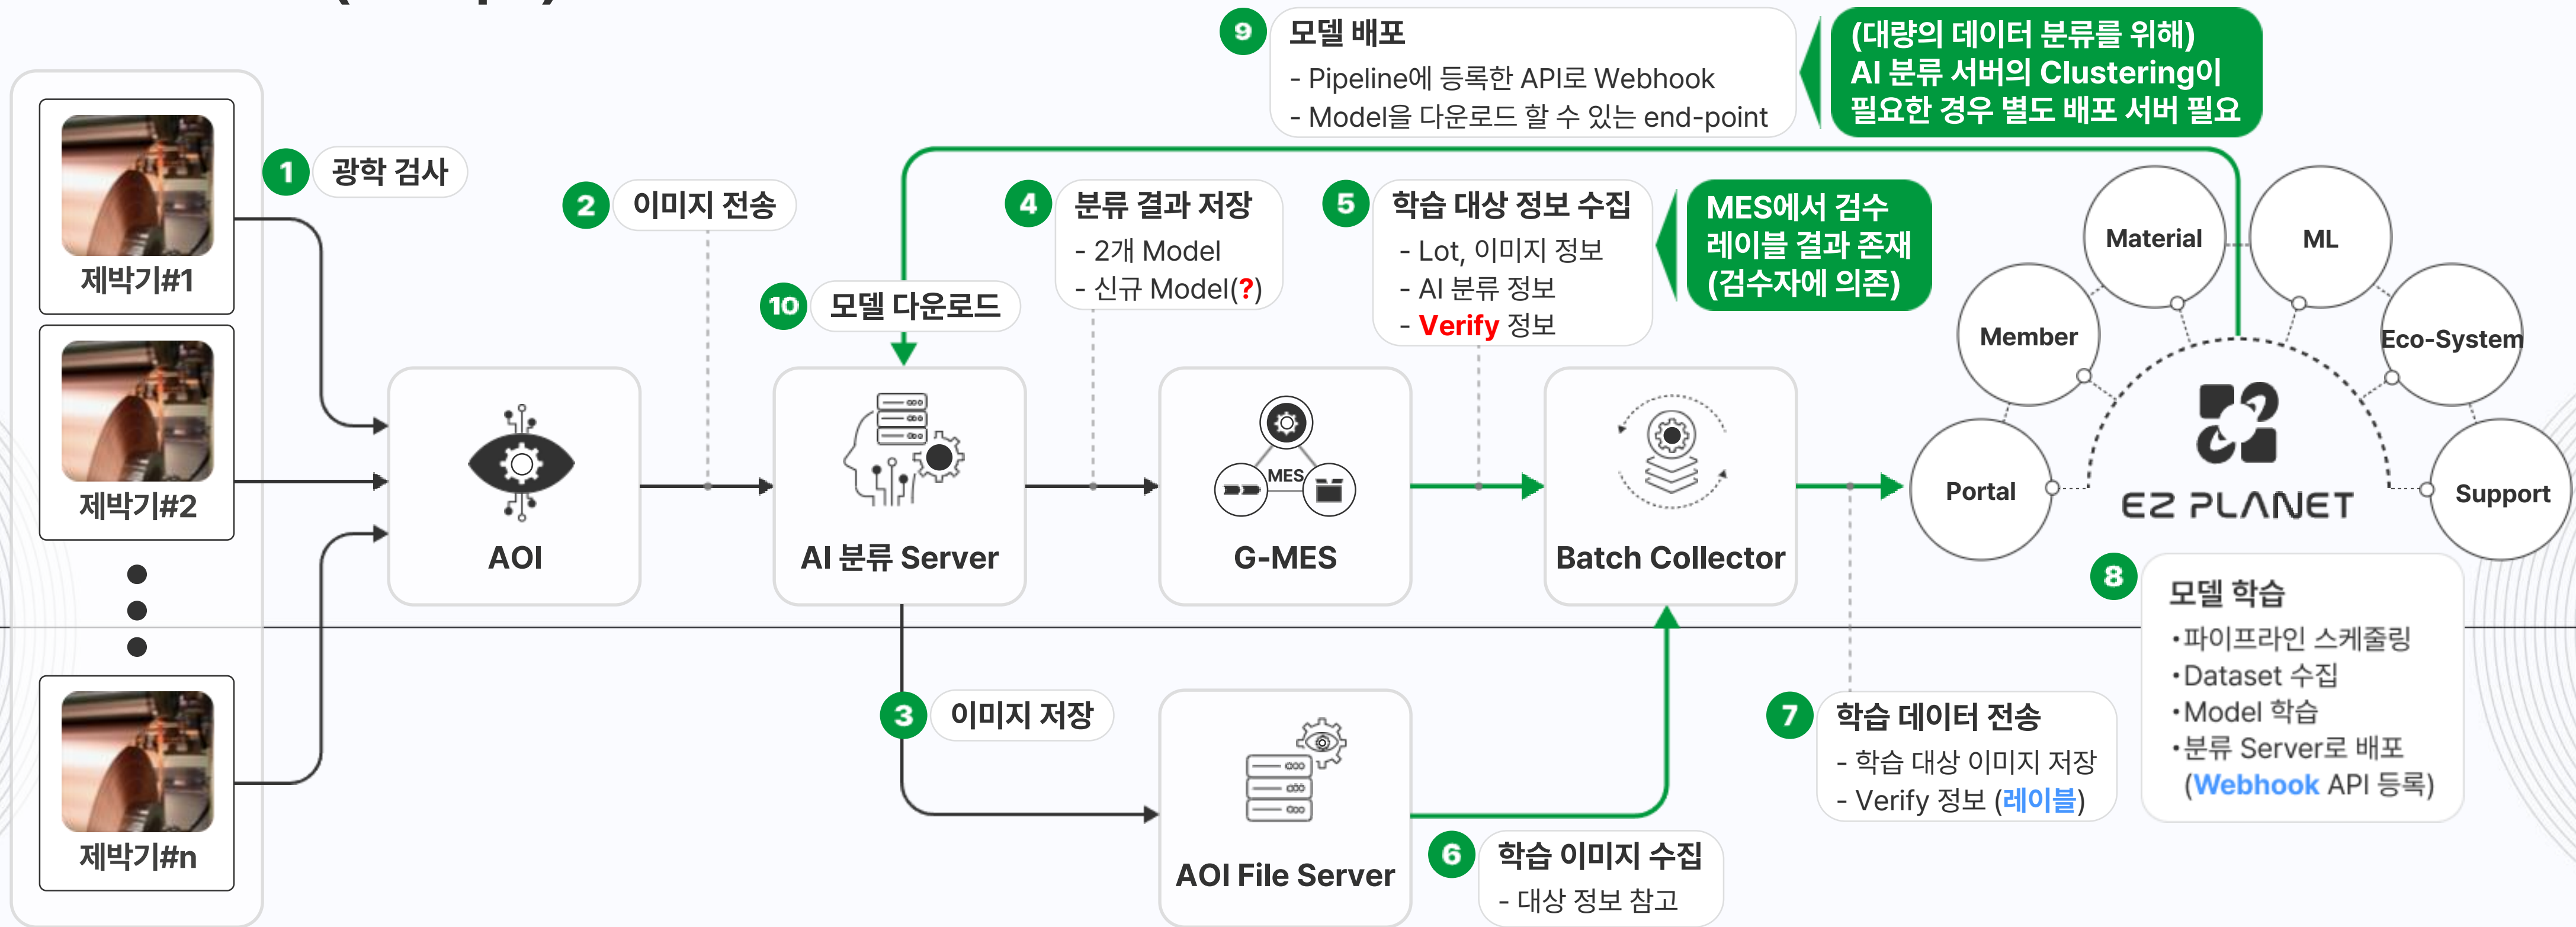 9
모델 배포
- Pipeline에 등록한 API로 Webhook
- Model을 다운로드 할 수 있는 end-point
(대량의 데이터 분류를 위해)
AI 분류 서버의 Clustering이
필요한 경우 별도 배포 서버 필요
제박기#1
제박기#2
제박기#n
1
광학 검사
2
이미지 전송
4
분류 결과 저장
- 2개 Model
- 신규 Model(?)
5
학습 대상 정보 수집
- Lot, 이미지 정보
- AI 분류 정보
- Verify 정보
MES에서 검수
레이블 결과 존재
(검수자에 의존)
10
모델 다운로드
AOI
AI 분류 Server
MES
G-MES
Batch Collector
Portal
Member
Material
ML
Eco-System
Support
EZ PLANET
3
이미지 저장
AOI File Server
6
학습 이미지 수집
- 대상 정보 참고
7
학습 데이터 전송
- 학습 대상 이미지 저장
- Verify 정보 (레이블)
8
모델 학습
•파이프라인 스케줄링
•Dataset 수집
•Model 학습
•분류 Server로 배포
(Webhook API 등록)